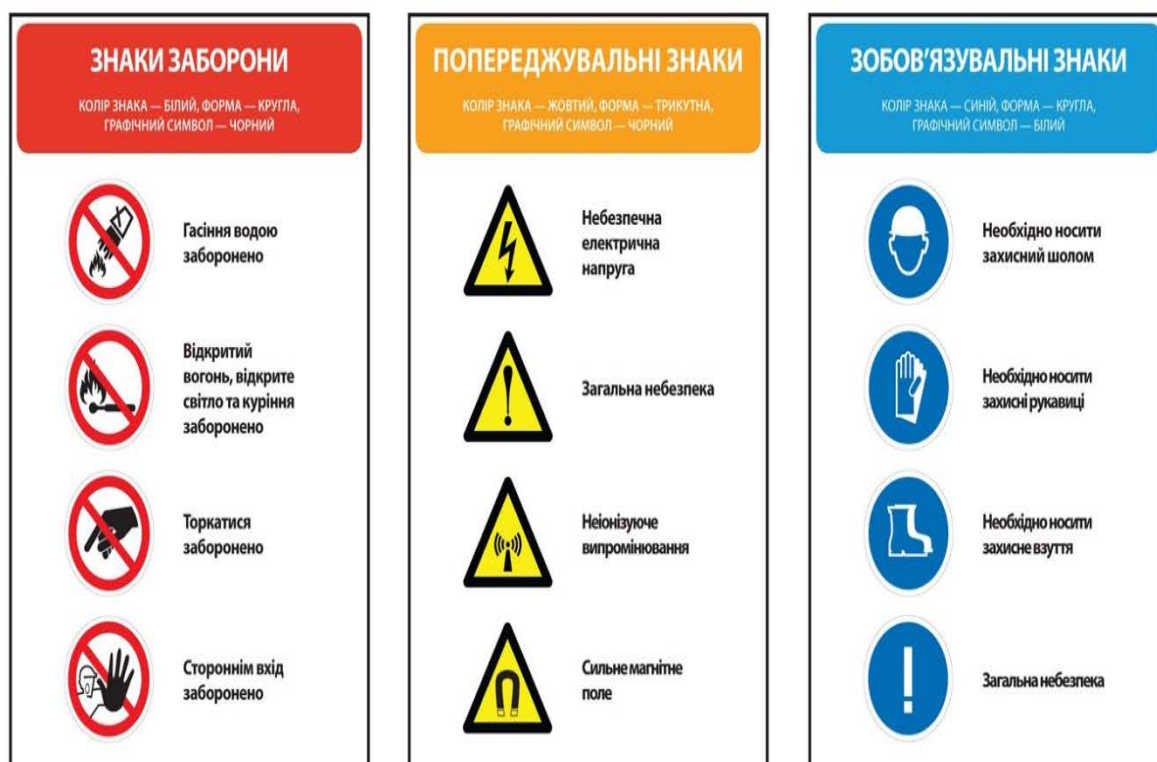 ЗНАКИ ЗАБОРОНИ
КОЛІР ЗНАКА — БІЛИЙ, ФОРМА — КРУГЛА,
ГРАФІЧНИЙ СИМВОЛ — ЧОРНИЙ
Гасіння водою
заборонено
Відкритий
вогонь, відкрите
світло та куріння
заборонено
Торкатися
заборонено
Стороннім вхід
заборонено
ПОПЕРЕДЖУВАЛЬНІ ЗНАКИ
КОЛІР ЗНАКА — ЖОВТИЙ, ФОРМА — ТРИКУТНА,
ГРАФІЧНИЙ СИМВОЛ — ЧОРНИЙ
Небезпечна
електрична
напруга
Загальна небезпека
Неіонізуюче
випромінювання
Сильне магнітне
поле
ЗОБОВ'ЯЗУВАЛЬНІ ЗНАКИ
КОЛІР ЗНАКА — СИНІЙ, ФОРМА — КРУГЛА,
ГРАФІЧНИЙ СИМВОЛ — БІЛИЙ
Необхідно носити
захисний шолом
Необхідно носити
захисні рукавиці
Необхідно носити
захисне взуття
Загальна небезпека